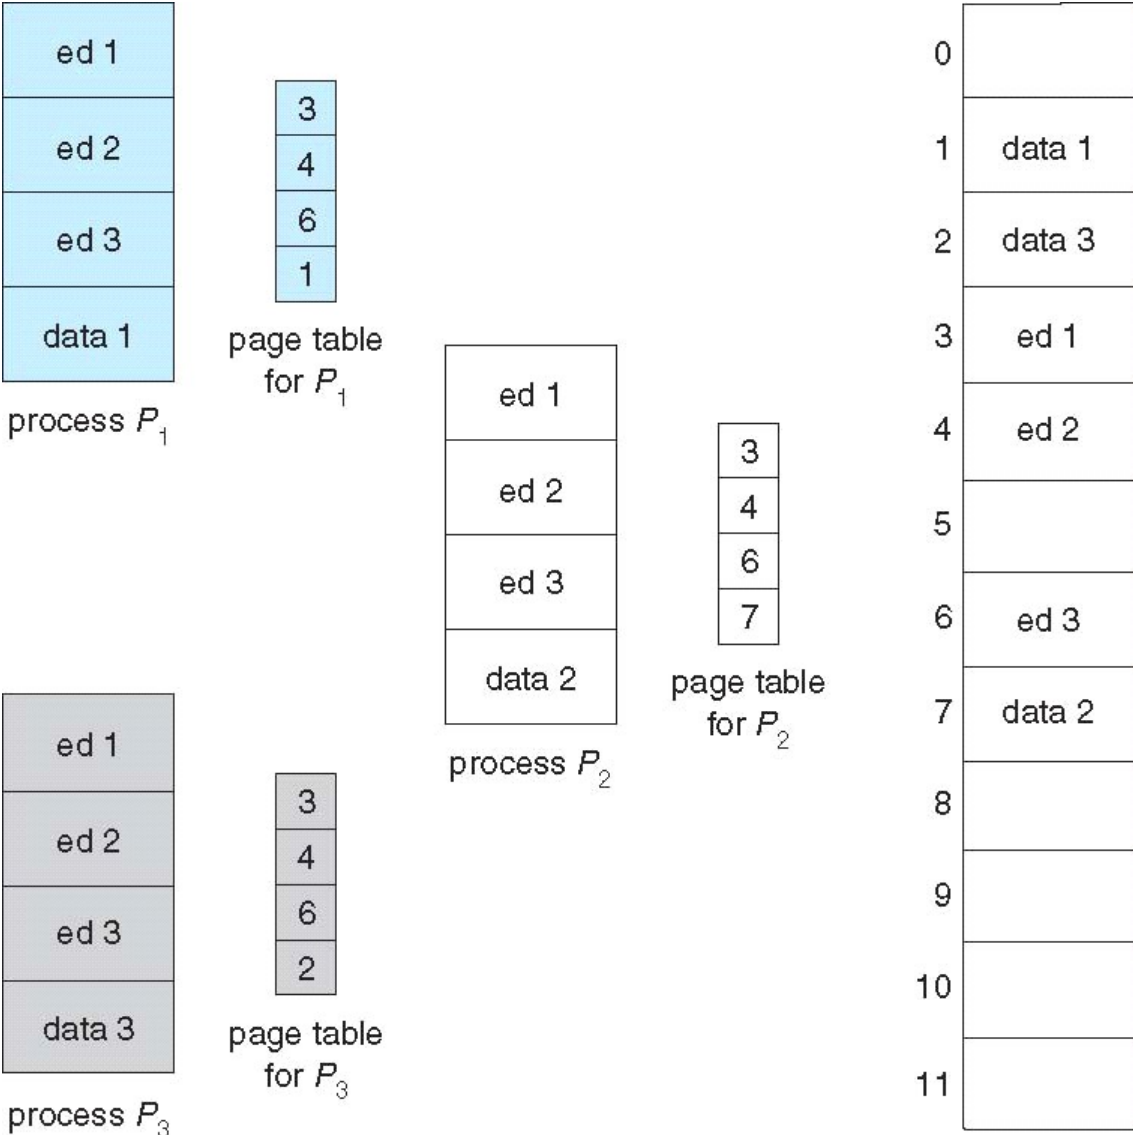 ed 1
ed 2
ed 3
data 1
process P1
3
4
6
1
page table
for P1
ed 1
ed 2
ed 3
data 2
process P2
3
4
6
7
page table
for P2
ed 1
ed 2
ed 3
data 3
process P3
3
4
6
2
page table
for P3
0
1 data 1
2 data 3
3 ed 1
4 ed 2
5
6 ed 3
7 data 2
8
9
10
11